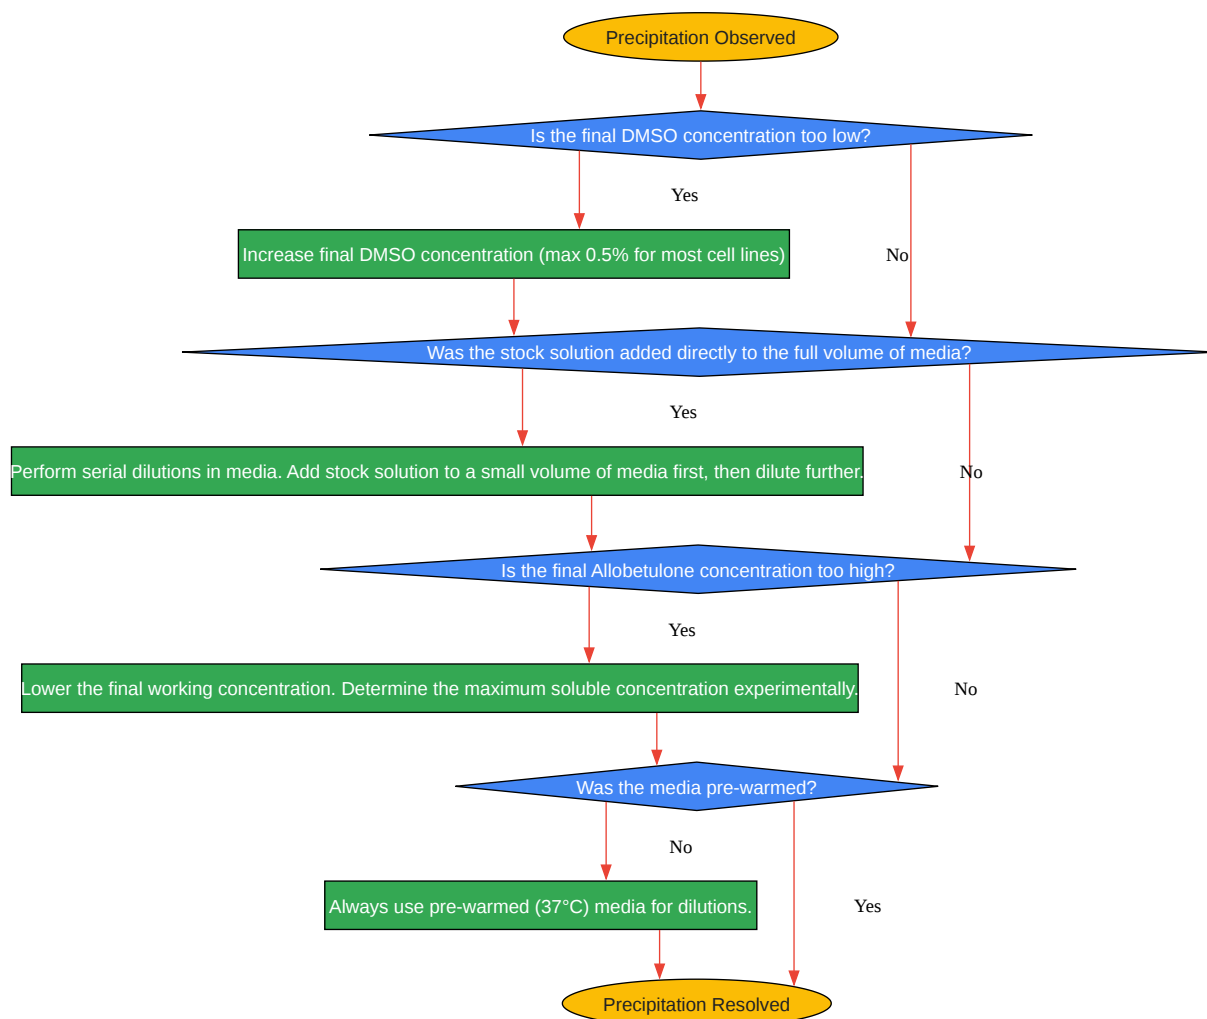 Precipitation Observed
Is the final DMSO concentration too low?
Yes
Increase final DMSO concentration (max 0.5% for most cell lines)
No
Was the stock solution added directly to the full volume of media?
Yes
Perform serial dilutions in media. Add stock solution to a small volume of media first, then dilute further.
No
Is the final Allobetulone concentration too high?
Yes
Lower the final working concentration. Determine the maximum soluble concentration experimentally.
No
Was the media pre-warmed?
No
Always use pre-warmed (37°C) media for dilutions.
Yes
Precipitation Resolved